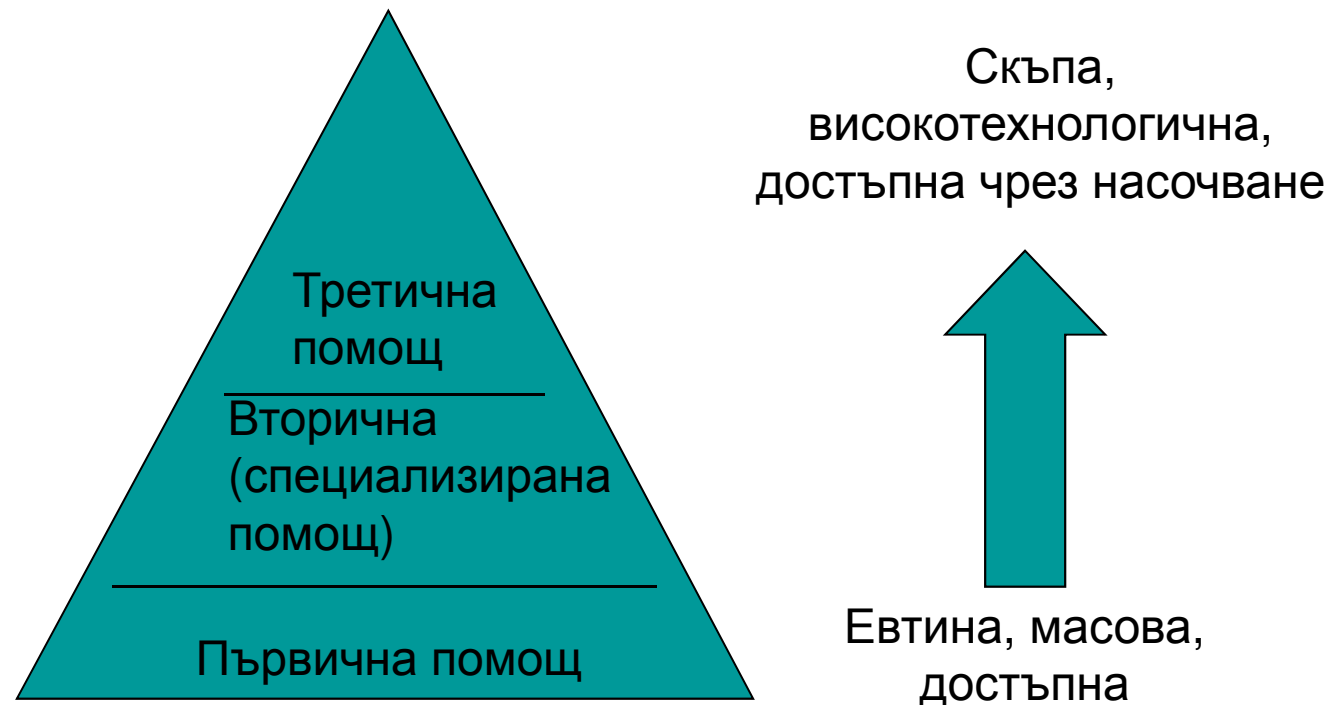 Скъпа,
високотехнологична,
достъпна чрез насочване
Третична
помощ
Вторична
(специализирана
помощ)
Първична помощ
Евтина, масова,
достъпна